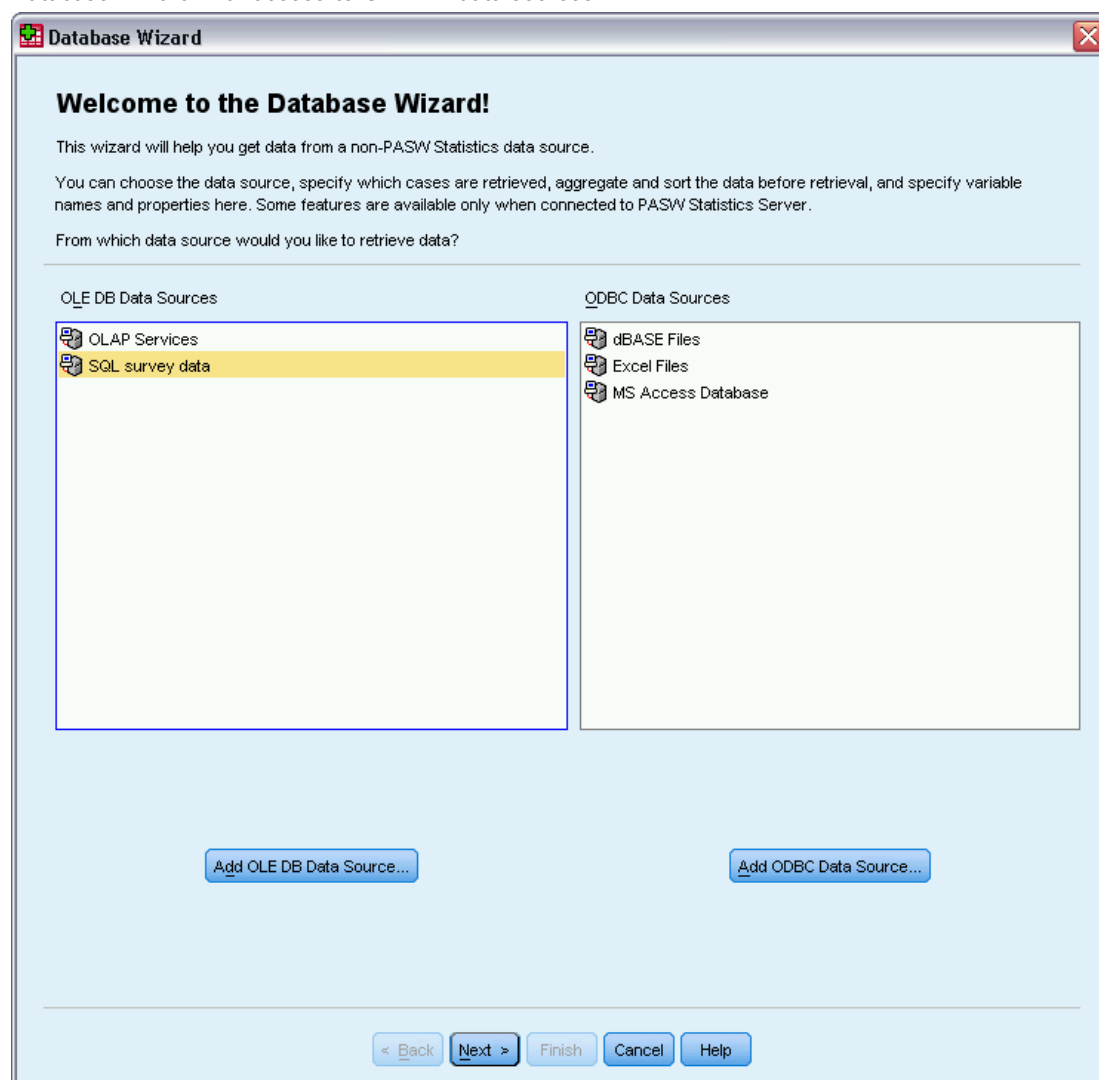 Database Wizard
Welcome to the Database Wizard!
This wizard will help you get data from a non-PASW Statistics data source.
You can choose the data source, specify which cases are retrieved, aggregate and sort the data before retrieval, and specify variable
names and properties here. Some features are available only when connected to PASW Statistics Server.
From which data source would you like to retrieve data?
OLE DB Data Sources
ODBC Data Sources
OLAP Services
SQL survey data
dBASE Files
Excel Files
MS Access Database
Add OLE DB Data Source...
Add ODBC Data Source...
< Back
Next >
Finish
Cancel
Help